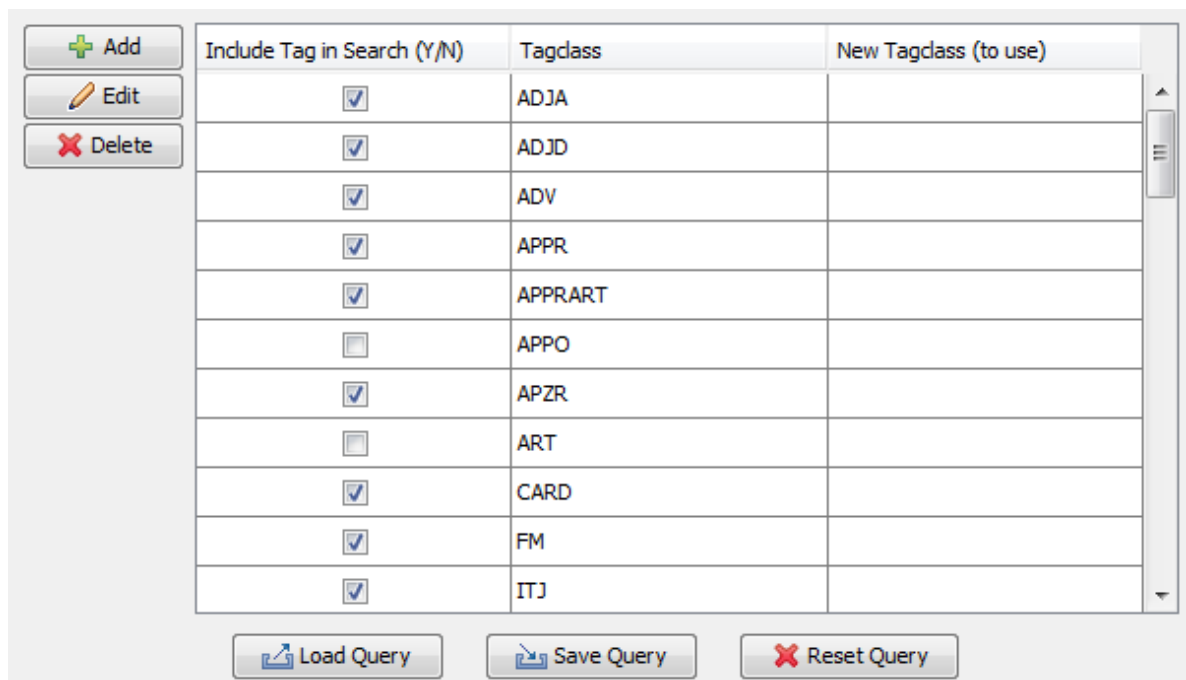 Add
Edit
Delete
Include Tag in Search (Y/N) Tagclass New Tagclass (to use)
ADJA
ADJD
ADV
APPR
APPRART
APPO
APZR
ART
CARD
FM
ITJ
Load Query Save Query Reset Query